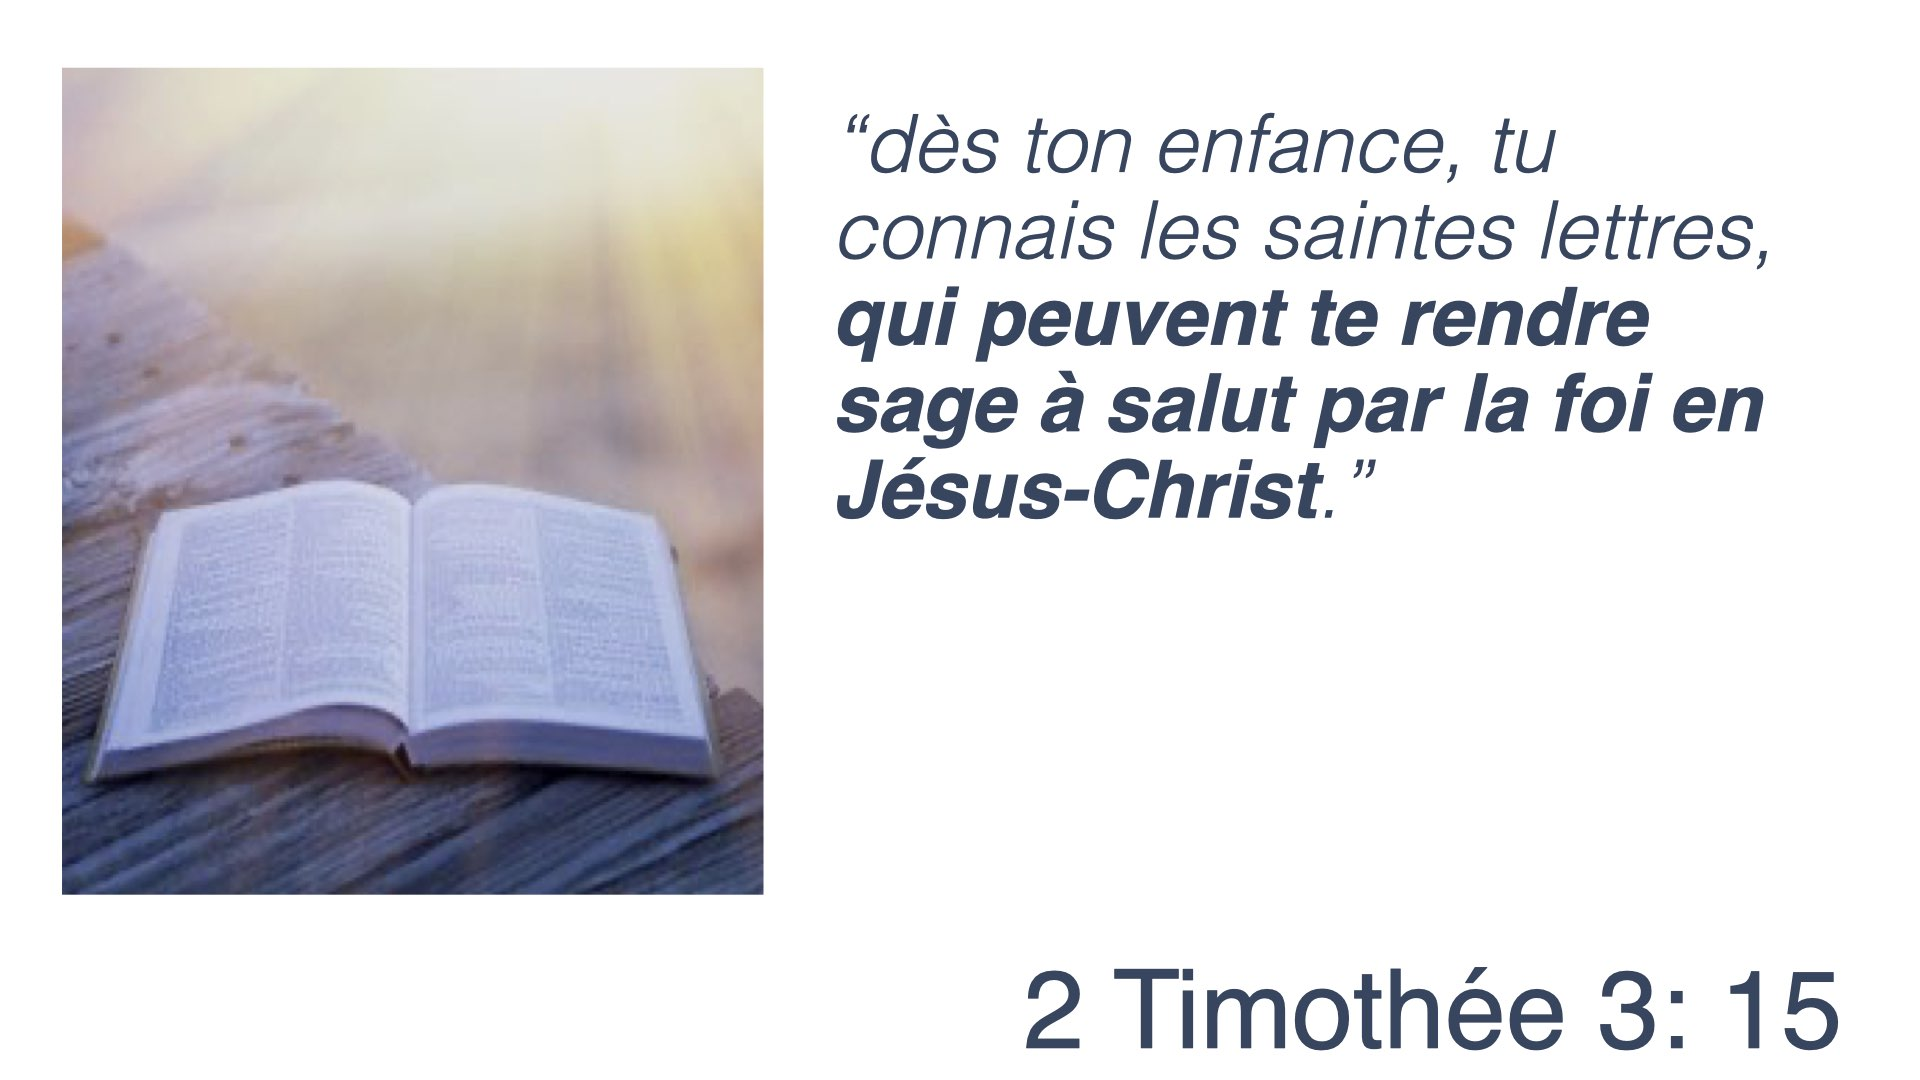 “dès ton enfance, tu
connais les saintes lettres,
qui peuvent te rendre
sage à salut par la foi en
Jésus-Christ.”
2 Timothée 3: 15